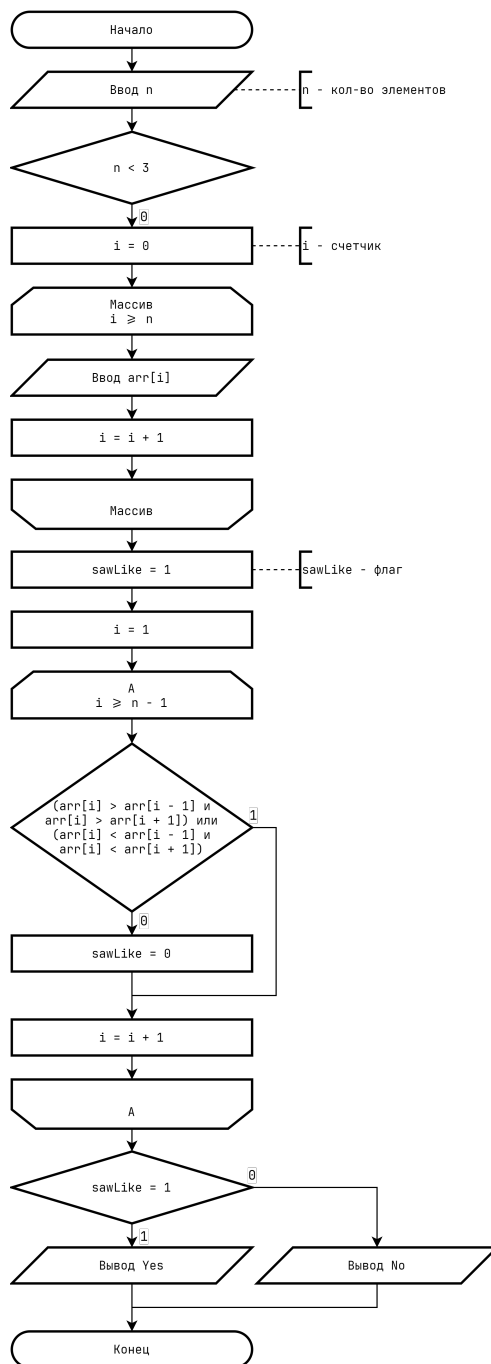 Начало
Ввод n
n - кол-во элементов
n < 3
0
i = 0
i - счетчик
Массив
i ⩾ n
Ввод arr[i]
i = i + 1
Массив
sawLike = 1
sawLike - флаг
i = 1
A
i ⩾ n - 1
(arr[i] > arr[i - 1] и
arr[i] > arr[i + 1]) или
(arr[i] < arr[i - 1] и
arr[i] < arr[i + 1])
1
0
sawLike = 0
i = i + 1
A
sawLike = 1
0
1
Вывод Yes
Вывод No
Конец